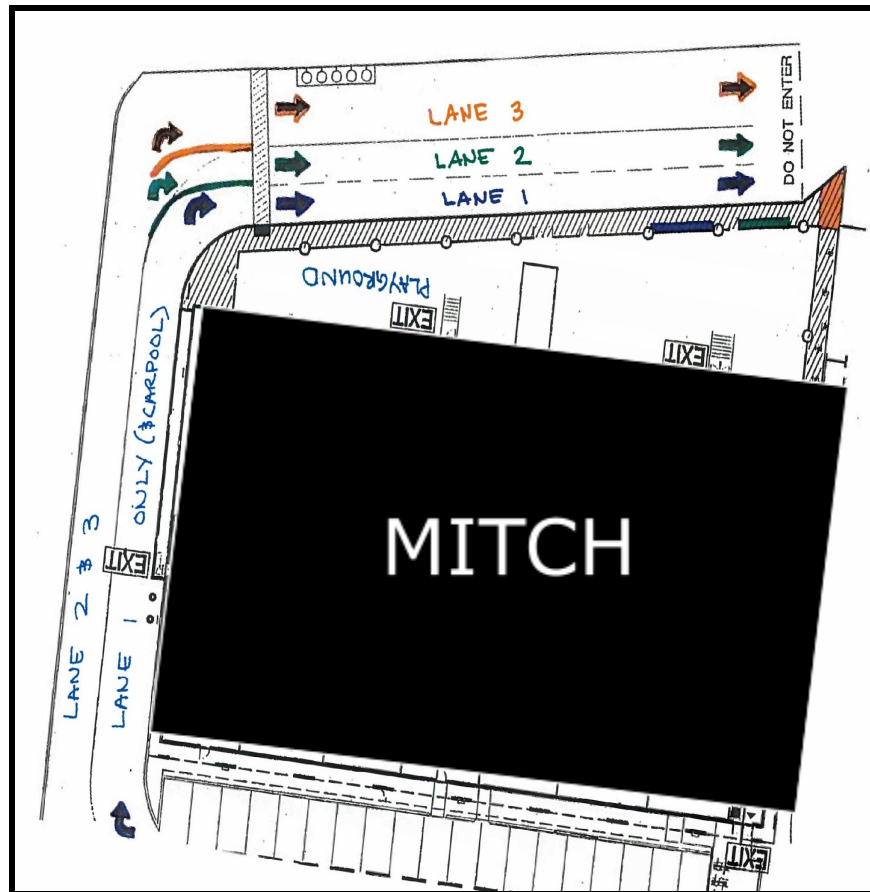 DO NOT ENTER
LANE 3
LANE 2
LANE 1
PLAYGROUND
EXIT
EXIT
ONLY (&CARPOOL)
MITCH
LANE 2 & 3
EXIT
LANE 1
EXIT